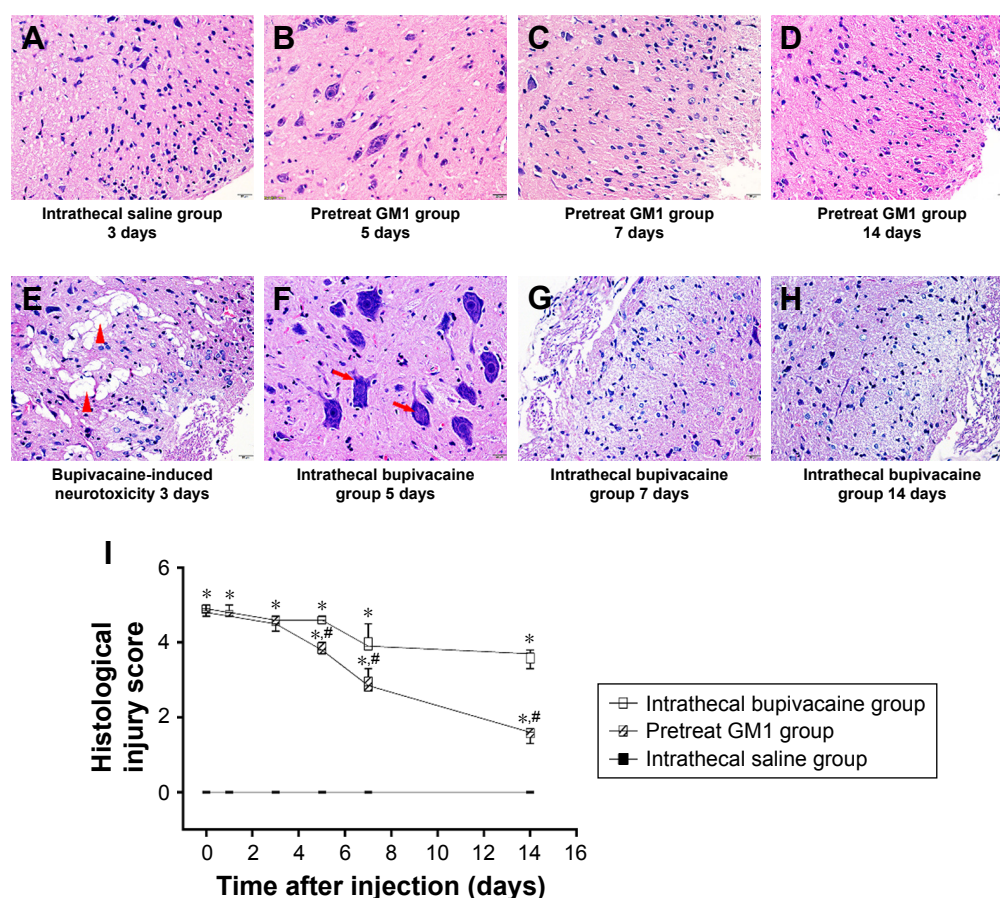 A
B
C
D
Intrathecal saline group
3 days
Pretreat GM1 group
5 days
Pretreat GM1 group
7 days
Pretreat GM1 group
14 days
E
F
G
H
Bupivacaine-induced
neurotoxicity 3 days
Intrathecal bupivacaine
group 5 days
Intrathecal bupivacaine
group 7 days
Intrathecal bupivacaine
group 14 days
I
Histological
injury score
6
4
2
0
* * * * * *
*,# *,# *,#
0 2 4 6 8 10 12 14 16
Time after injection (days)
Intrathecal bupivacaine group
Pretreat GM1 group
Intrathecal saline group